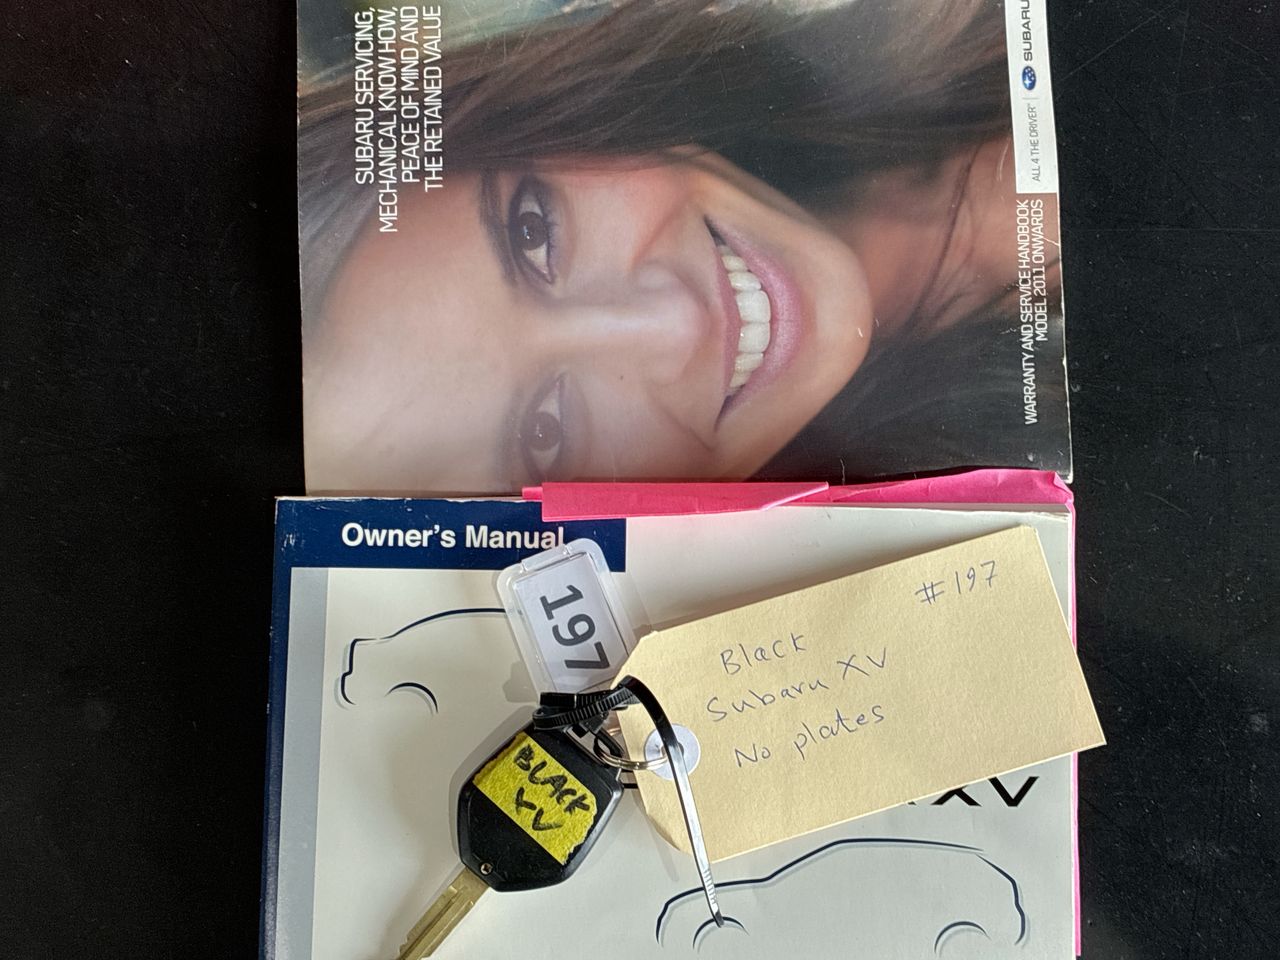 SUBARU SERVICING,
MECHANICAL KNOW HOW,
PEACE OF MIND AND
THE RETAINED VALUE
ALL 4 THE DRIVER™
SUBARU
WARRANTY AND SERVICE HANDBOOK
MODEL 2011 ONWARDS
Owner's Manual
197
#197
Black
Subaru XV
No plates
BLACK
XV
XV